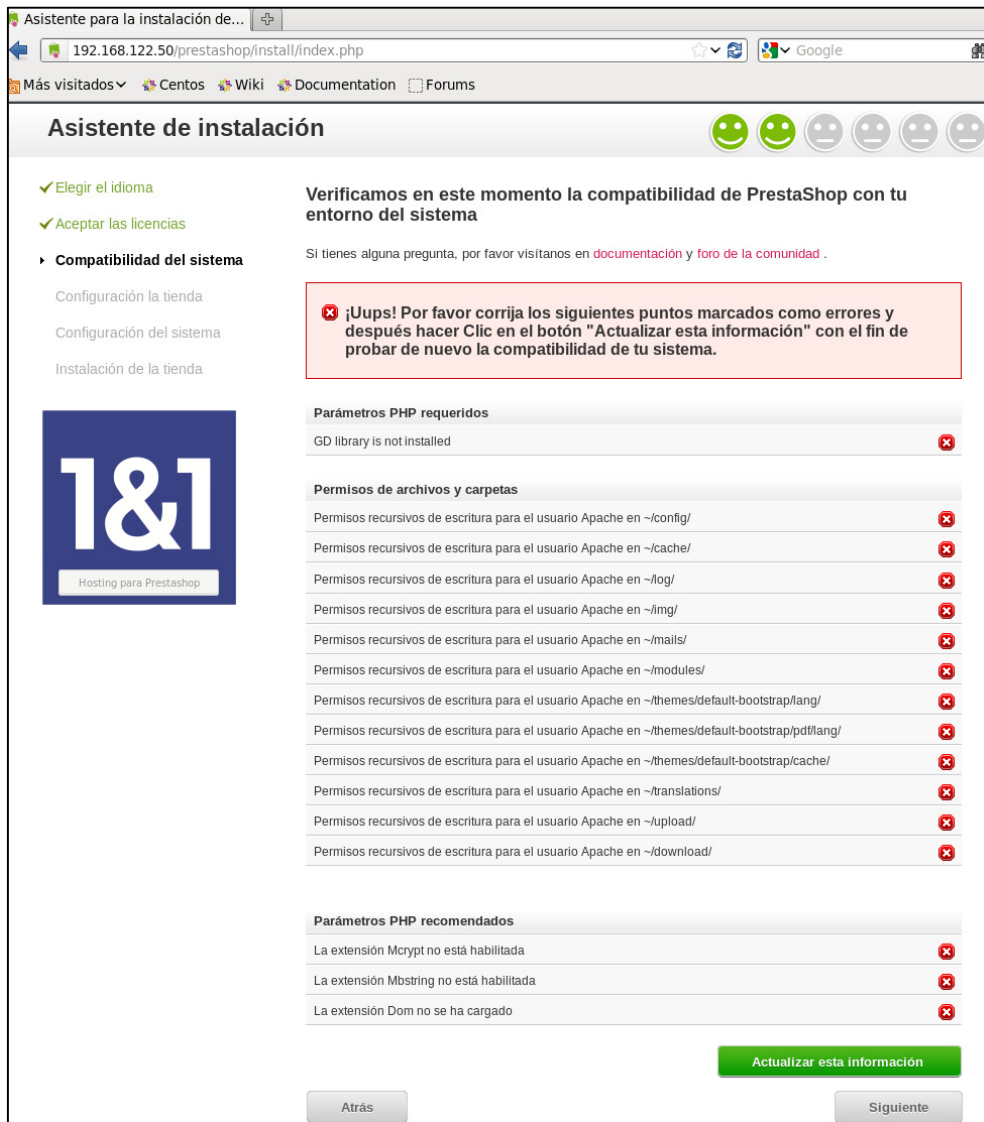 Asistente para la instalación de...
192.168.122.50/prestashop/install/index.php
Google
Más visitados
Centos
Wiki
Documentation
Forums
Asistente de instalación
Elegir el idioma
Aceptar las licencias
Compatibilidad del sistema
Configuración la tienda
Configuración del sistema
Instalación de la tienda
1&1
Hosting para Prestashop
Verificamos en este momento la compatibilidad de PrestaShop con tu
entorno del sistema
Si tienes alguna pregunta, por favor visítanos en documentación y foro de la comunidad .
¡Uups! Por favor corrija los siguientes puntos marcados como errores y
después hacer Clic en el botón "Actualizar esta información" con el fin de
probar de nuevo la compatibilidad de tu sistema.
Parámetros PHP requeridos
GD library is not installed
Permisos de archivos y carpetas
Permisos recursivos de escritura para el usuario Apache en ~/config/
Permisos recursivos de escritura para el usuario Apache en ~/cache/
Permisos recursivos de escritura para el usuario Apache en ~/log/
Permisos recursivos de escritura para el usuario Apache en ~/img/
Permisos recursivos de escritura para el usuario Apache en ~/mails/
Permisos recursivos de escritura para el usuario Apache en ~/modules/
Permisos recursivos de escritura para el usuario Apache en ~/themes/default-bootstrap/lang/
Permisos recursivos de escritura para el usuario Apache en ~/themes/default-bootstrap/pdf/lang/
Permisos recursivos de escritura para el usuario Apache en ~/themes/default-bootstrap/cache/
Permisos recursivos de escritura para el usuario Apache en ~/translations/
Permisos recursivos de escritura para el usuario Apache en ~/upload/
Permisos recursivos de escritura para el usuario Apache en ~/download/
Parámetros PHP recomendados
La extensión Mcrypt no está habilitada
La extensión Mbstring no está habilitada
La extensión Dom no se ha cargado
Actualizar esta información
Atrás
Siguiente